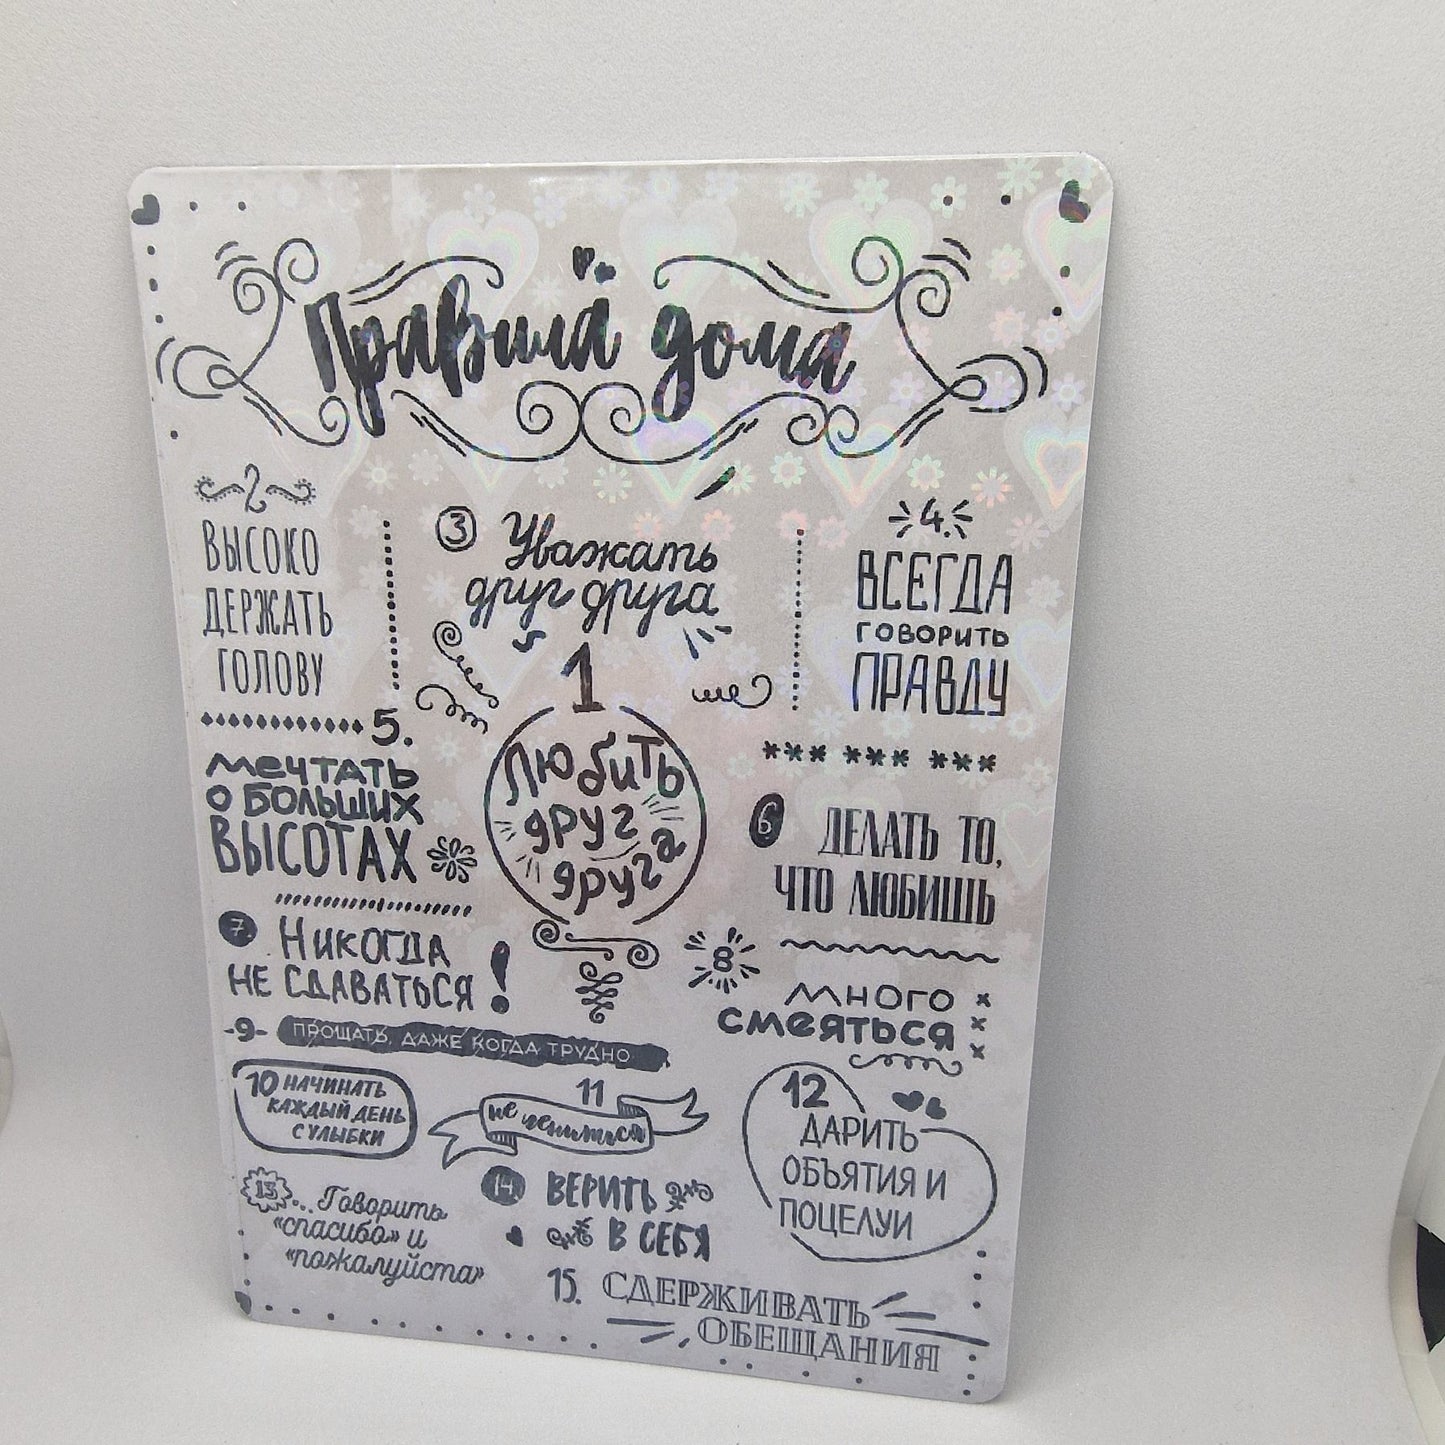 Правила дома
2
ВЫСОКО
ДЕРЖАТЬ
ГОЛОВУ
3 Уважать
друг друга
4.
ВСЕГДА
ГОВОРИТЬ
ПРАВДУ
1
Любить
друг
друга
5.
мечтать
о больших
ВЫСОТАХ
6 ДЕЛАТЬ ТО,
ЧТО ЛЮБИШЬ
7. НИКОГДА
НЕ СДАВАТЬСЯ!
8
МНОГО
СМЕЯТЬСЯ
-9- ПРОЩАТЬ, ДАЖЕ КОГДА ТРУДНО
10 НАЧИНАТЬ
КАЖДЫЙ ДЕНЬ
С УЛЫБКИ
11
не лениться
12
ДАРИТЬ
ОБЪЯТИЯ И
ПОЦЕЛУИ
13... Говорить
«спасибо» и
«пожалуйста»
14 ВЕРИТЬ
В СЕБЯ
15. СДЕРЖИВАТЬ
ОБЕЩАНИЯ